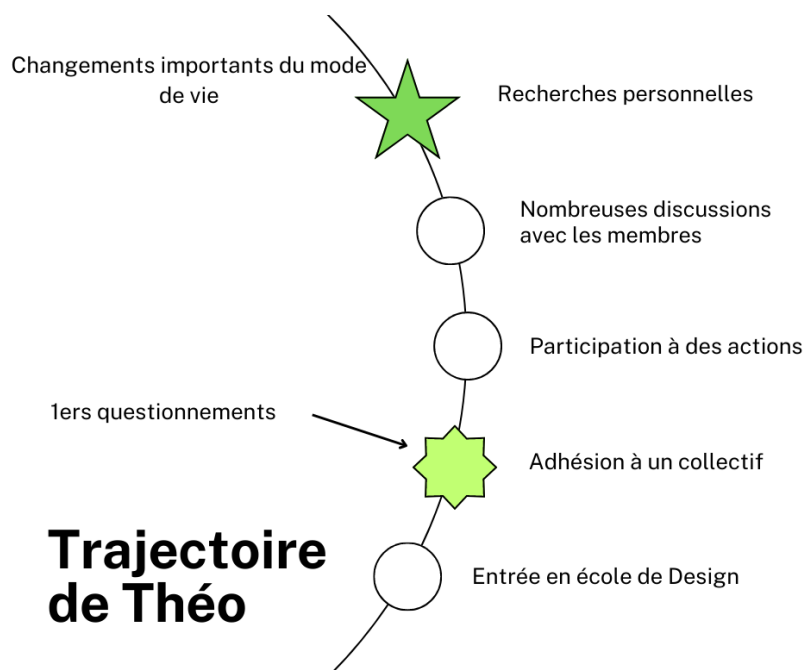 Changements importants du mode
de vie
Recherches personnelles
Nombreuses discussions
avec les membres
Participation à des actions
1ers questionnements
Adhésion à un collectif
Trajectoire
de Théo
Entrée en école de Design